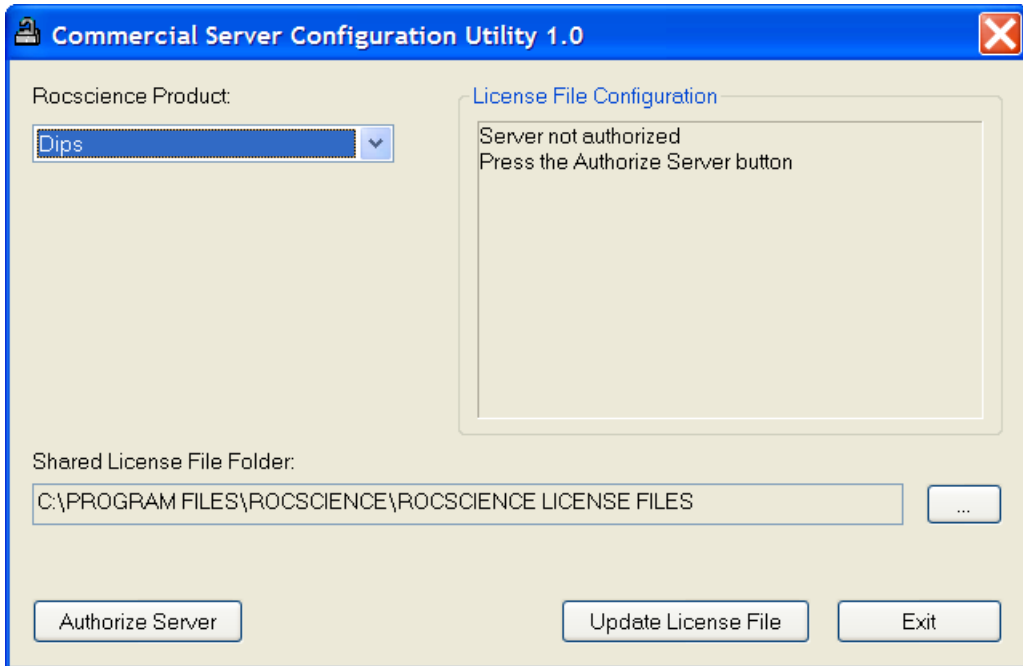 Commercial Server Configuration Utility 1.0
Rocscience Product:
Dips
License File Configuration
Server not authorized
Press the Authorize Server button
Shared License File Folder:
C:\PROGRAM FILES\ROCSCIENCE\ROCSCIENCE LICENSE FILES
...
Authorize Server
Update License File
Exit